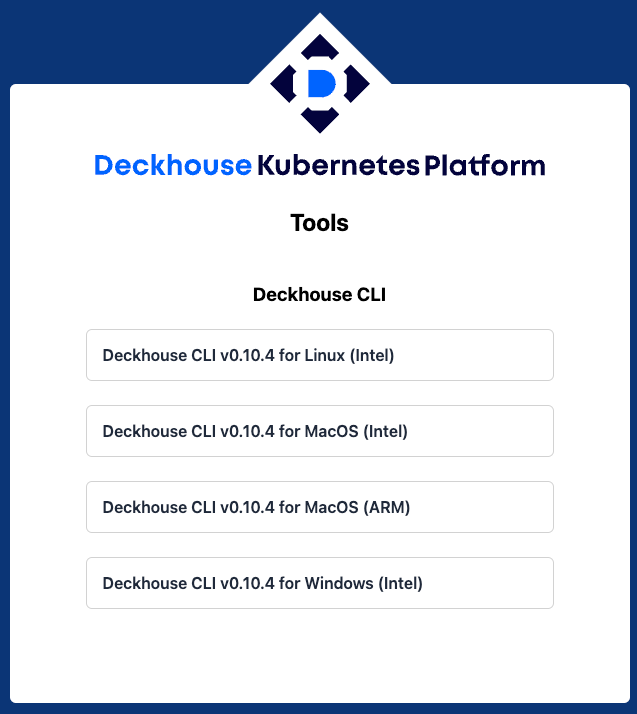 Deckhouse Kubernetes Platform
Tools
Deckhouse CLI
Deckhouse CLI v0.10.4 for Linux (Intel)
Deckhouse CLI v0.10.4 for MacOS (Intel)
Deckhouse CLI v0.10.4 for MacOS (ARM)
Deckhouse CLI v0.10.4 for Windows (Intel)